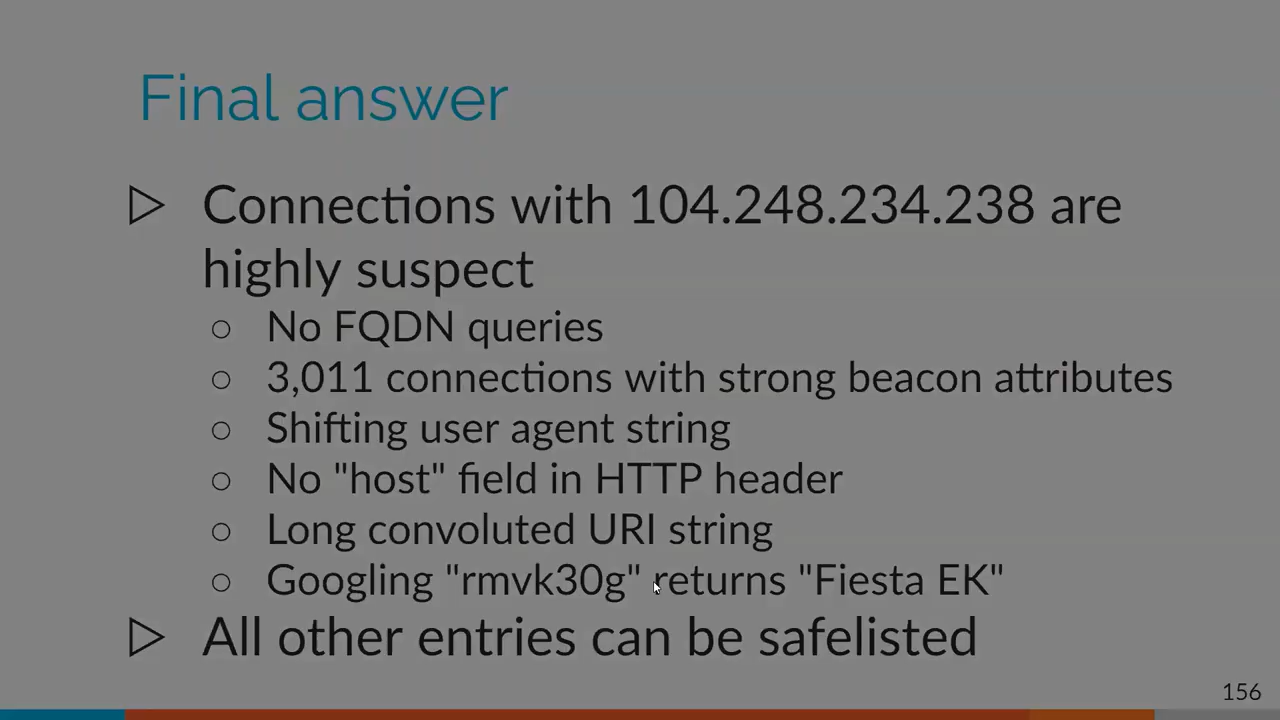 Final answer
▷ Connections with 104.248.234.238 are
highly suspect
○ No FQDN queries
○ 3,011 connections with strong beacon attributes
○ Shifting user agent string
○ No "host" field in HTTP header
○ Long convoluted URI string
○ Googling "rmvk30g" returns "Fiesta EK"
▷ All other entries can be safelisted
156